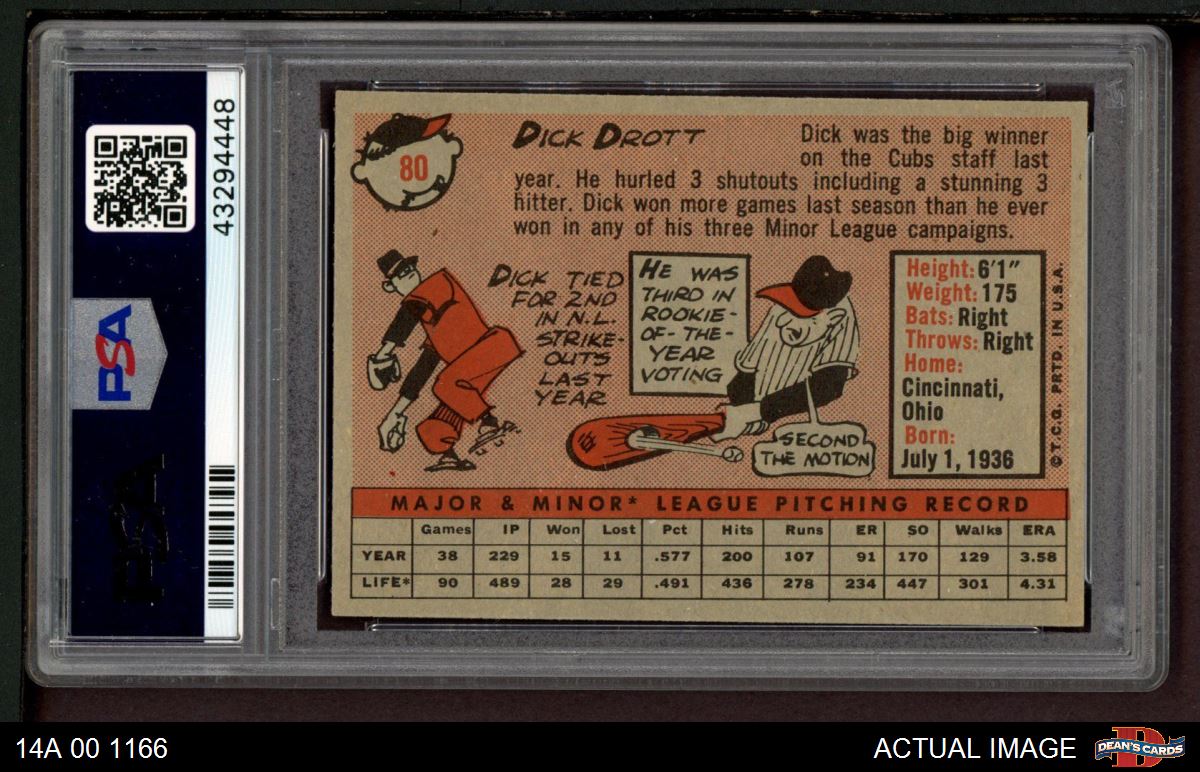 PSA
43294448
PSA
80
DICK DROTT
Dick was the big winner
on the Cubs staff last
year. He hurled 3 shutouts including a stunning 3
hitter. Dick won more games last season than he ever
won in any of his three Minor League campaigns.
DICK TIED
FOR 2ND
IN N.L.
STRIKE-
OUTS
LAST
YEAR
HE WAS
THIRD IN
ROOKIE-
OF-THE-
YEAR
VOTING
SECOND
THE MOTION
Height: 6'1"
Weight: 175
Bats: Right
Throws: Right
Home:
Cincinnati,
Ohio
Born:
July 1, 1936
©T.C.G. PRTD. IN U.S.A.
MAJOR & MINOR* LEAGUE PITCHING RECORD
Games IP Won Lost Pct Hits Runs ER SO Walks ERA
YEAR 38 229 15 11 .577 200 107 91 170 129 3.58
LIFE* 90 489 28 29 .491 436 278 234 447 301 4.31
14A 00 1166
ACTUAL IMAGE
DEAN'S CARDS